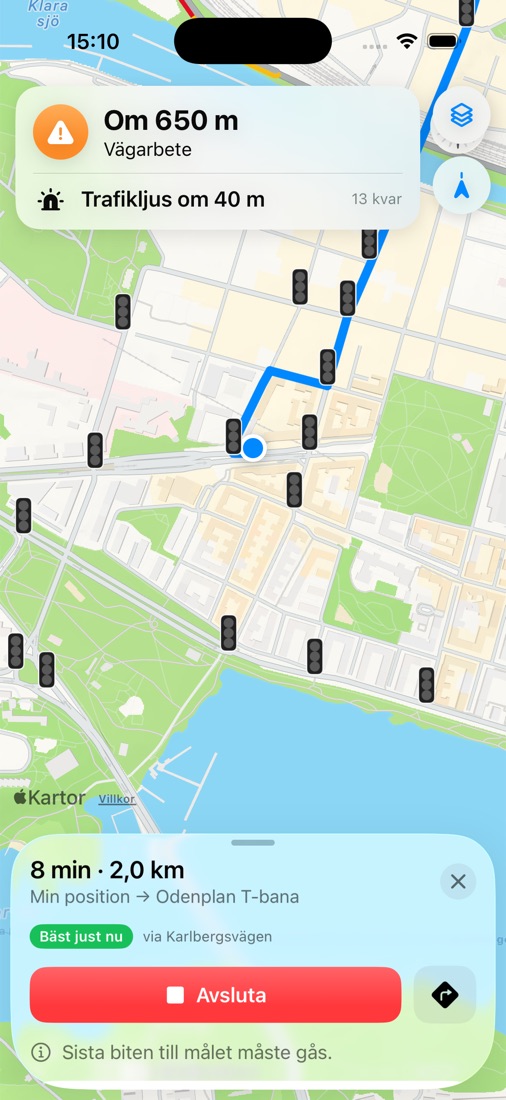 Klara
sjö
15:10
Om 650 m
Vägarbete
Trafikljus om 40 m 13 kvar
Kartor Villkor
8 min · 2,0 km
Min position → Odenplan T-bana
Bäst just nu via Karlbergsvägen
Avsluta
Sista biten till målet måste gås.